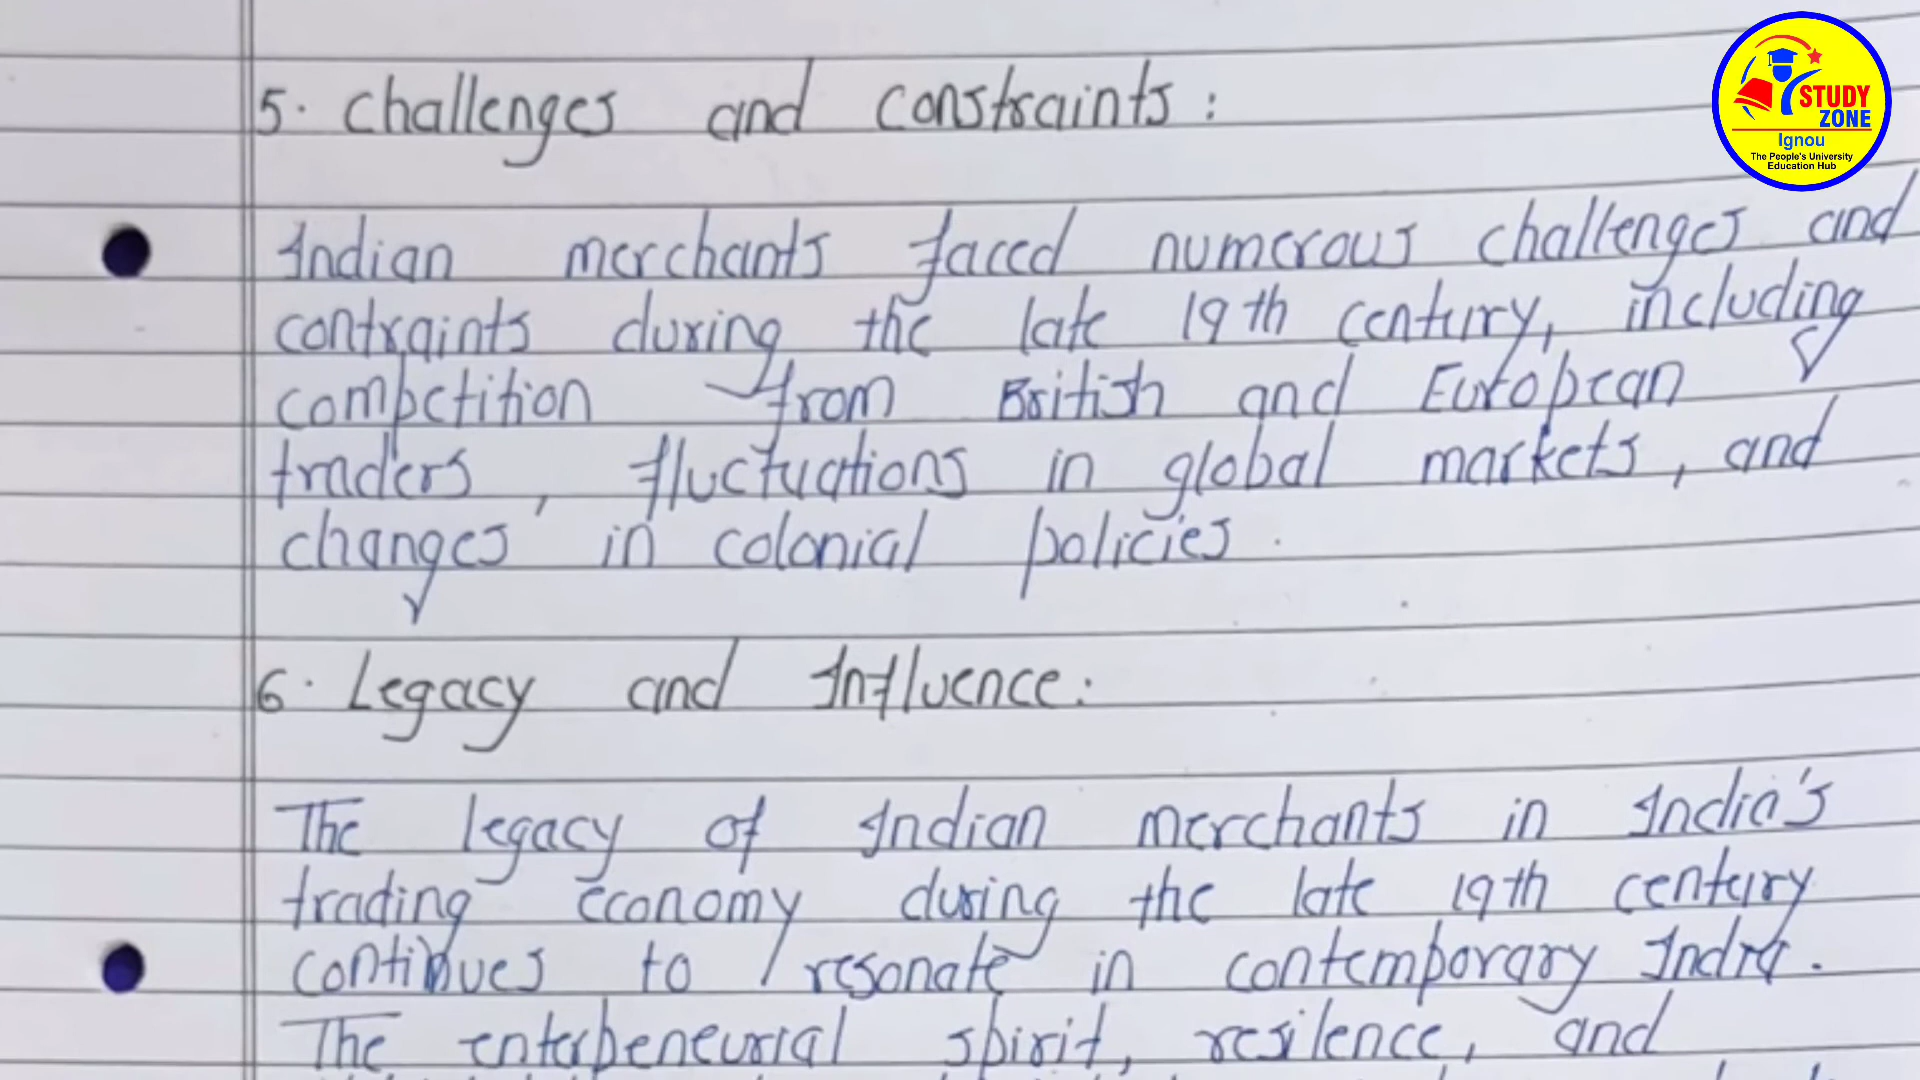 STUDY
ZONE
Ignou
The People's University
Education Hub
5. Challenges and constraints:
Indian merchants faced numerous challenges and
contraints during the late 19th century, including
competition from British and European
traders, fluctuations in global markets, and
changes in colonial policies.
6. Legacy and Influence:
The legacy of Indian merchants in India's
trading economy during the late 19th century
continues to resonate in contemporary India.
The enterpeneurial spirit, resilence, and